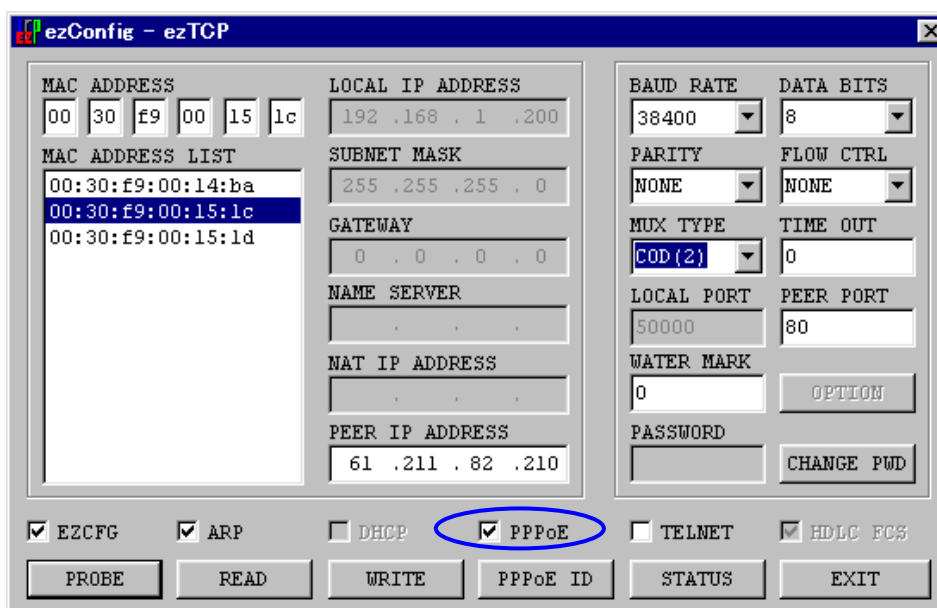 ezConfig - ezTCP
MAC ADDRESS
00 30 f9 00 15 1c
MAC ADDRESS LIST
00:30:f9:00:14:ba
00:30:f9:00:15:1c
00:30:f9:00:15:1d
LOCAL IP ADDRESS
192 .168 . 1 .200
SUBNET MASK
255 .255 .255 . 0
GATEWAY
0 . 0 . 0 . 0
NAME SERVER
. . .
NAT IP ADDRESS
. . .
PEER IP ADDRESS
61 .211 . 82 .210
BAUD RATE DATA BITS
38400 8
PARITY FLOW CTRL
NONE NONE
MUX TYPE TIME OUT
COD(2) 0
LOCAL PORT PEER PORT
50000 80
WATER MARK
0 OPTION
PASSWORD
CHANGE PWD
EZCFG ARP DHCP PPPoE TELNET HDLC FCS
PROBE READ WRITE PPPoE ID STATUS EXIT